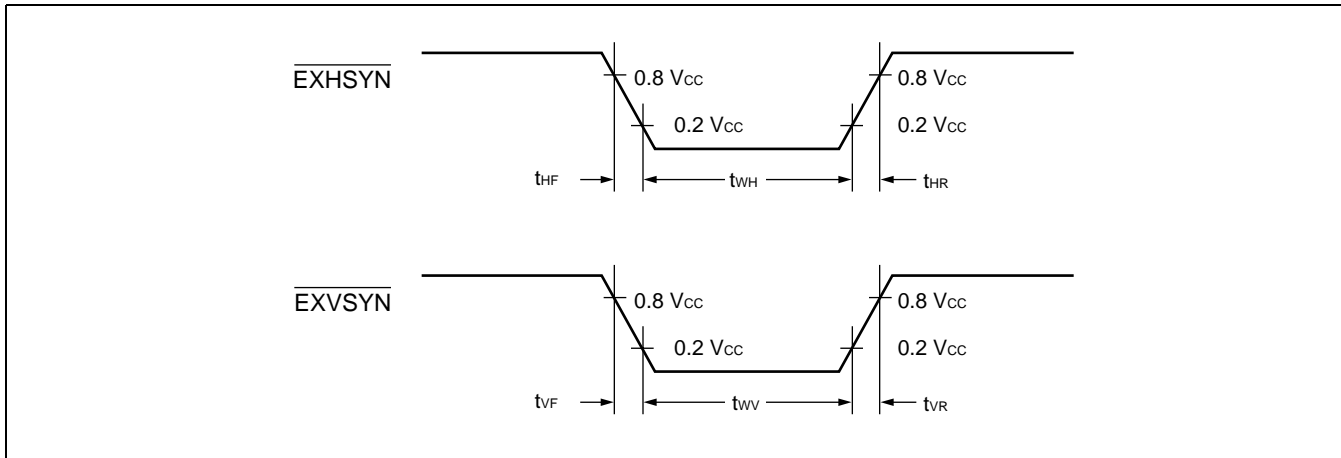 EXHSYN
0.8 VCC
0.8 VCC
0.2 VCC
0.2 VCC
tHF
tWH
tHR
EXVSYN
0.8 VCC
0.8 VCC
0.2 VCC
0.2 VCC
tVF
tWV
tVR